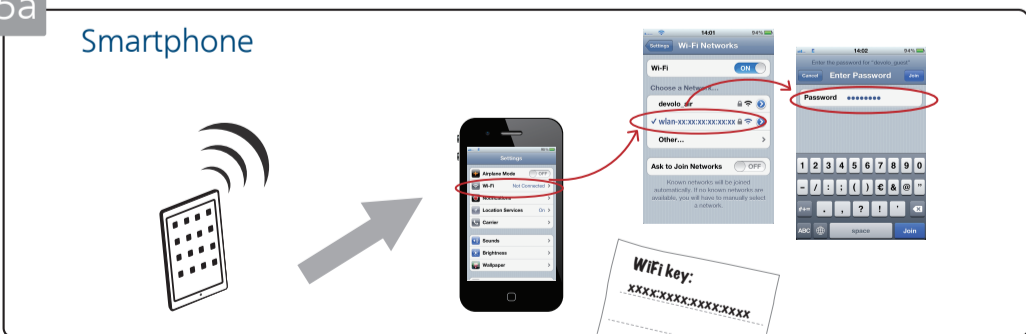 5a
Smartphone
Settings
Airplane Mode OFF
Wi-Fi Not Connected
Notifications
Location Services On
Carrier
Sounds
Brightness
Wallpaper
14:01 94%
Settings Wi-Fi Networks
Wi-Fi ON
Choose a Network...
✓ wlan-xx:xx:xx:xx:xx:xx
Other...
Ask to Join Networks OFF
Known networks will be joined
automatically. If no known networks are
available, you will have to manually select
a network.
14:02 94%
Enter the password for "devolo_guest"
Cancel Enter Password Join
Password ●●●●●●●●
1 2 3 4 5 6 7 8 9 0
- / : ; ( ) € & @ "
#+= . , ? ! '
ABC space Join
WiFi key:
xxxx:xxxx:xxxx:xxxx